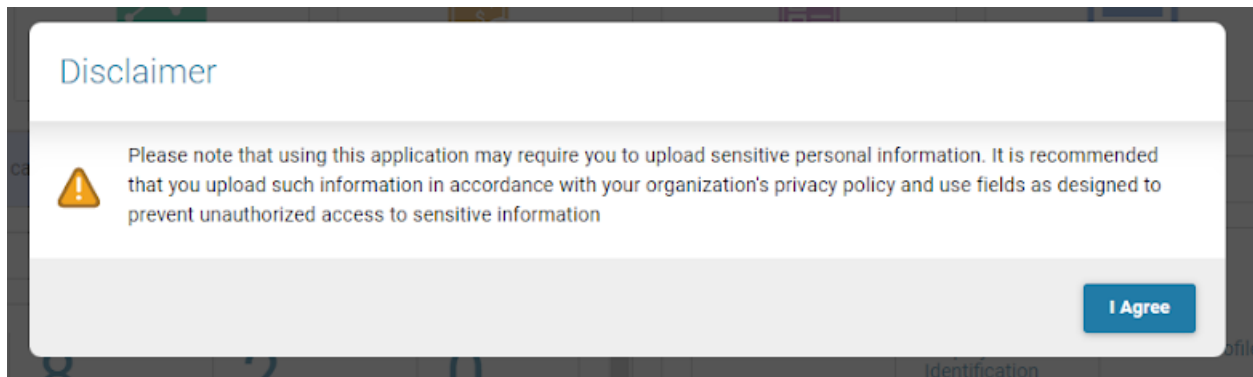 Disclaimer
Please note that using this application may require you to upload sensitive personal information. It is recommended
that you upload such information in accordance with your organization's privacy policy and use fields as designed to
prevent unauthorized access to sensitive information
I Agree
Identification